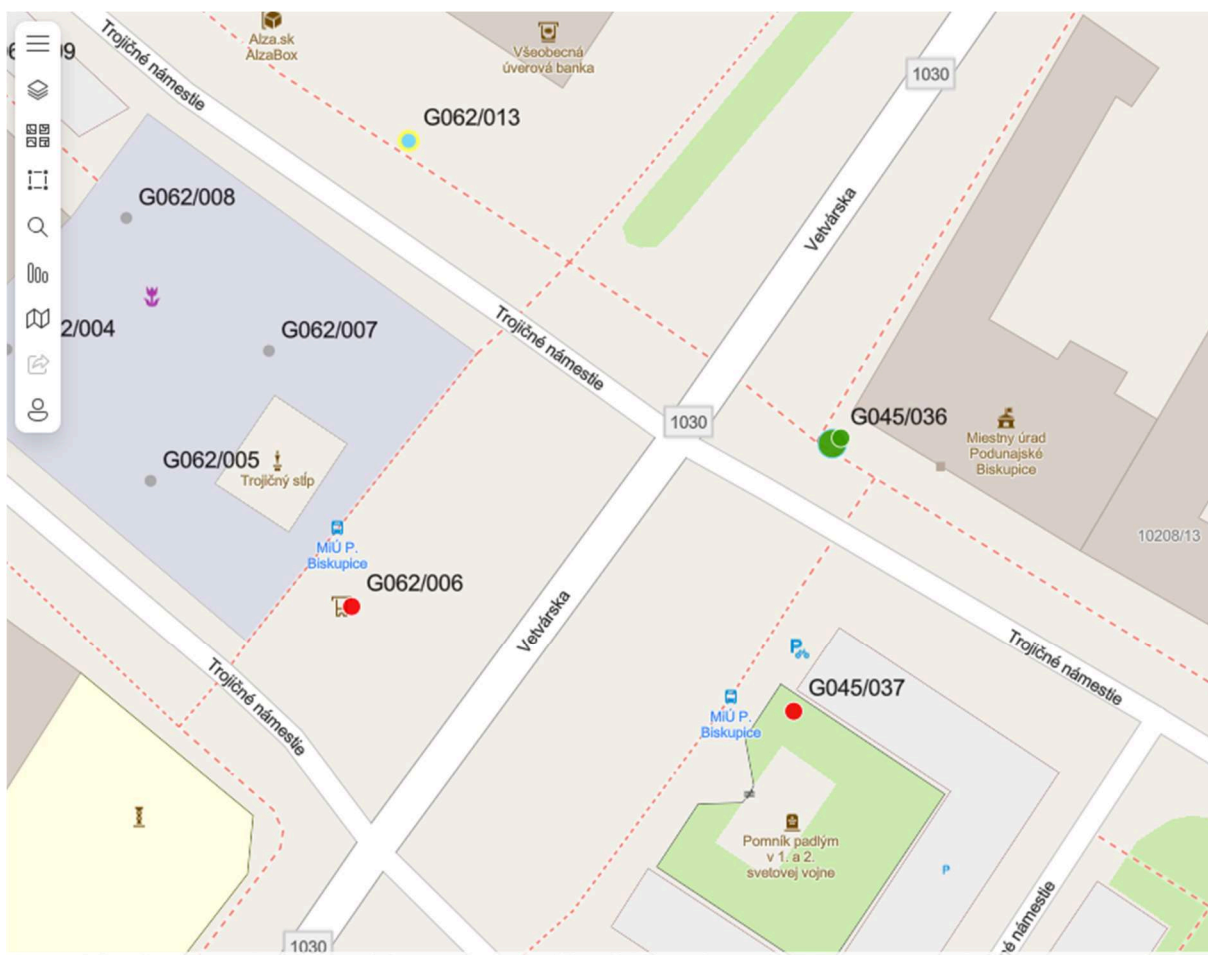 Trojičné námestie
Alza.sk
AlzaBox
Všeobecná
úverová banka
1030
G062/013
G062/008
Vetvárska
2/004
G062/007
Trojičné námestie
1030
G045/036
Miestny úrad
Podunajské
Biskupice
G062/005
Trojičný stĺp
MiÚ P.
Biskupice
10208/13
G062/006
Vetvárska
Trojičné námestie
Trojičné námestie
P
G045/037
MiÚ P.
Biskupice
Pomník padlým
v 1. a 2.
svetovej vojne
P
né námestie
1030